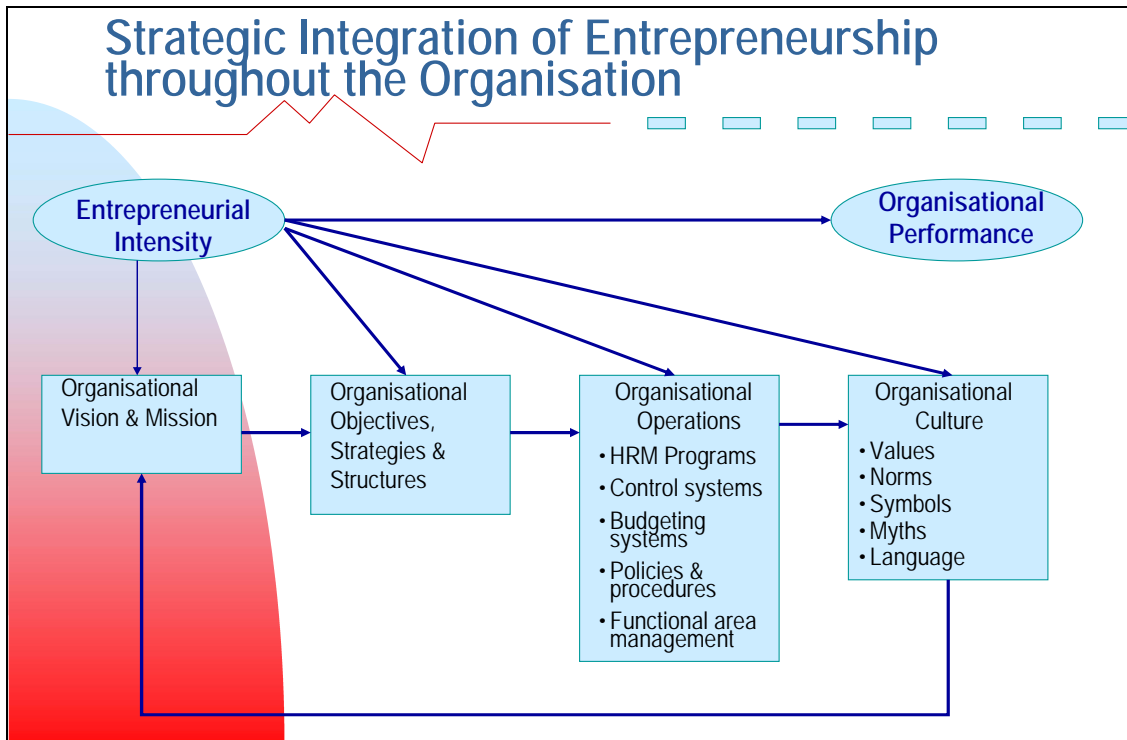 Strategic Integration of Entrepreneurship
throughout the Organisation
Entrepreneurial
Intensity
Organisational
Performance
Organisational
Vision & Mission
Organisational
Objectives,
Strategies &
Structures
Organisational
Operations
• HRM Programs
• Control systems
• Budgeting
systems
• Policies &
procedures
• Functional area
management
Organisational
Culture
• Values
• Norms
• Symbols
• Myths
• Language